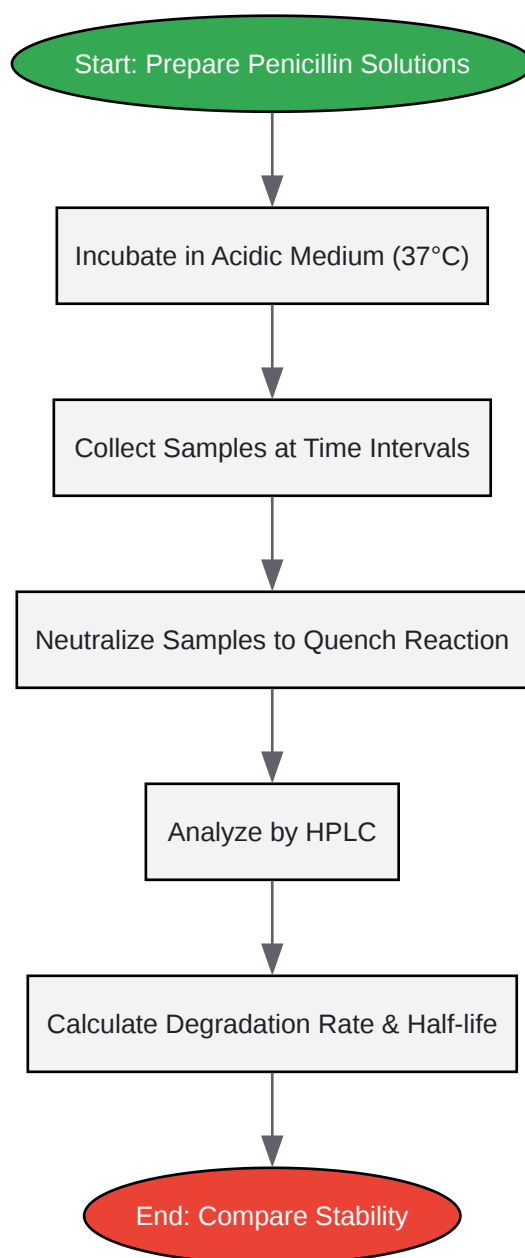 Start: Prepare Penicillin Solutions
Incubate in Acidic Medium (37°C)
Collect Samples at Time Intervals
Neutralize Samples to Quench Reaction
Analyze by HPLC
Calculate Degradation Rate & Half-life
End: Compare Stability